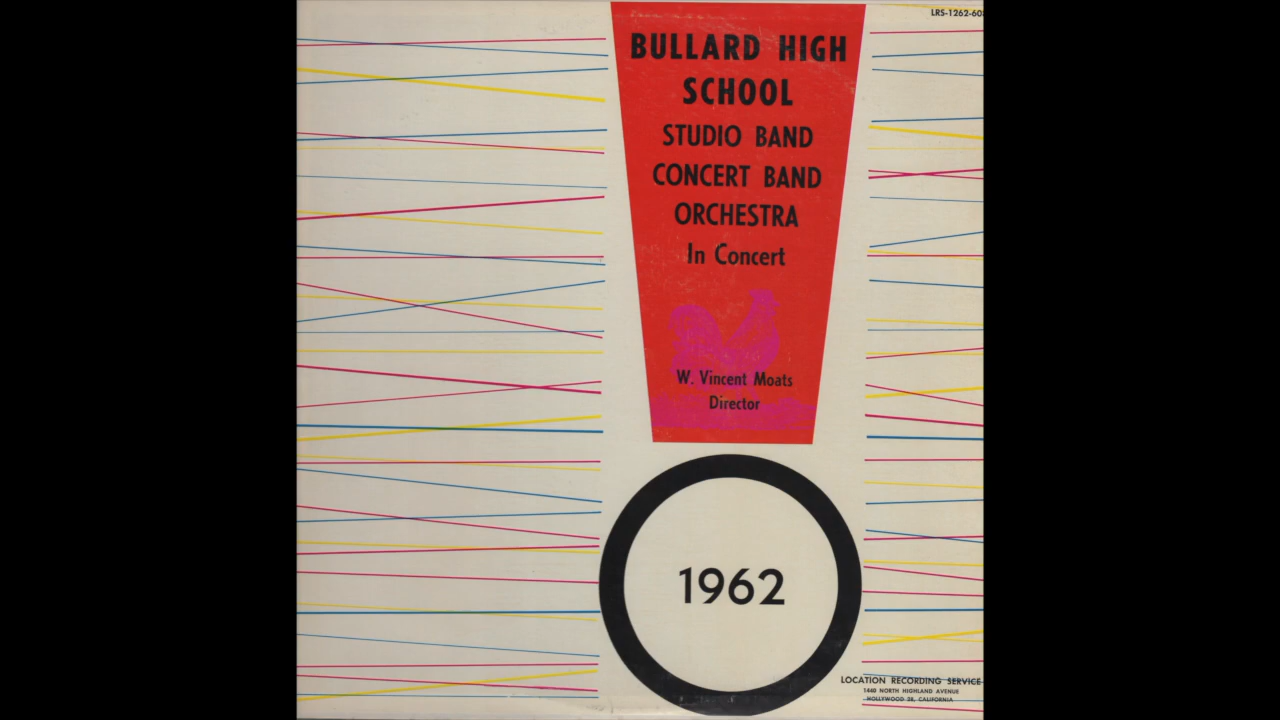 LRS-1262-60
BULLARD HIGH
SCHOOL
STUDIO BAND
CONCERT BAND
ORCHESTRA
In Concert
W. Vincent Moats
Director
1962
LOCATION RECORDING SERVICE
1440 NORTH HIGHLAND AVENUE
HOLLYWOOD 28, CALIFORNIA